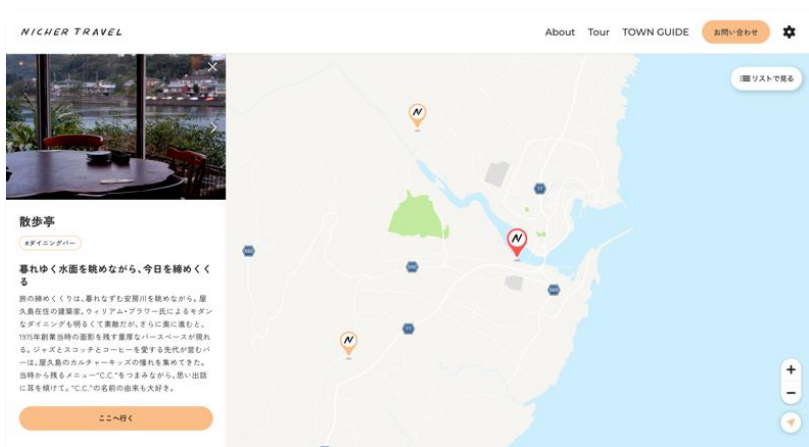 NICHER TRAVEL
About Tour TOWN GUIDE お問い合わせ
リストで見る
散歩亭
#ダイニングバー
暮れゆく水面を眺めながら、今日を締めくく
る
旅の締めくくりは、暮れなずむ安房川を眺めながら。屋
久島在住の建築家、ウィリアム・ブラワー氏によるモダン
なダイニングも明るくて素敵だが、さらに奥に進むと、
1975年創業当時の面影を残す重厚なバースペースが現れ
る。ジャズとスコッチとコーヒーを愛する先代が営むバ
ーは、屋久島のカルチャーキッズの憧れを集めてきた。
当時から残るメニュー"C.C."をつまみながら、思い出話
に耳を傾けて。"C.C."の名前の由来も大好き。
ここへ行く
N
77
N
77
N